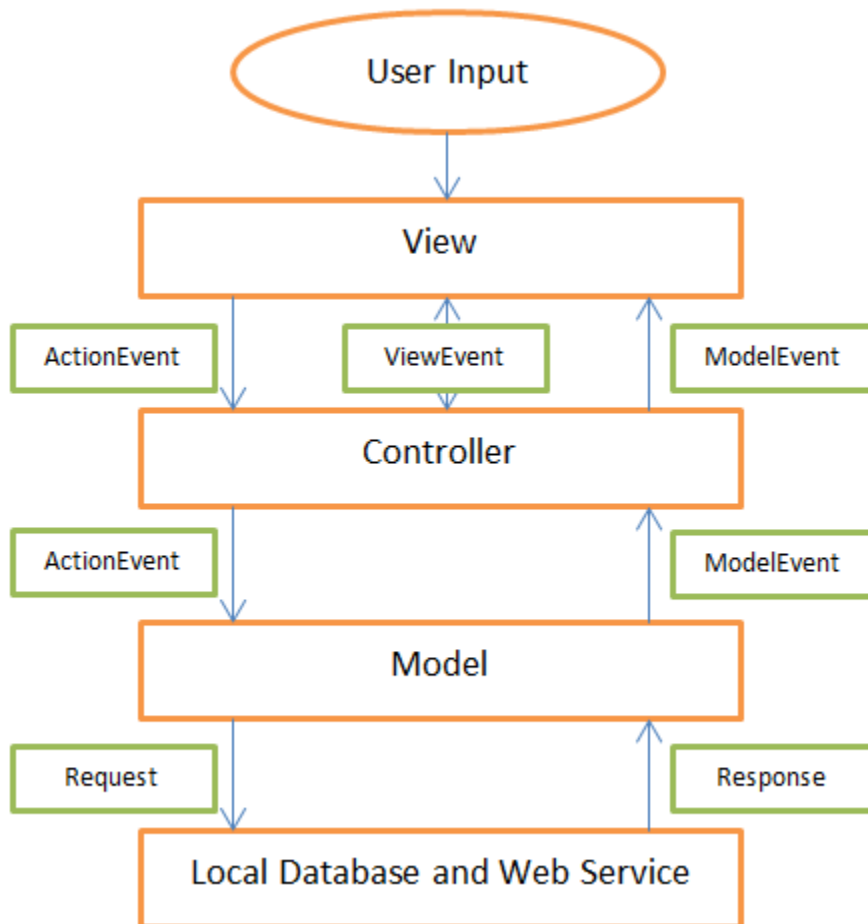 User Input
View
ActionEvent
ViewEvent
ModelEvent
Controller
ActionEvent
ModelEvent
Model
Request
Response
Local Database and Web Service